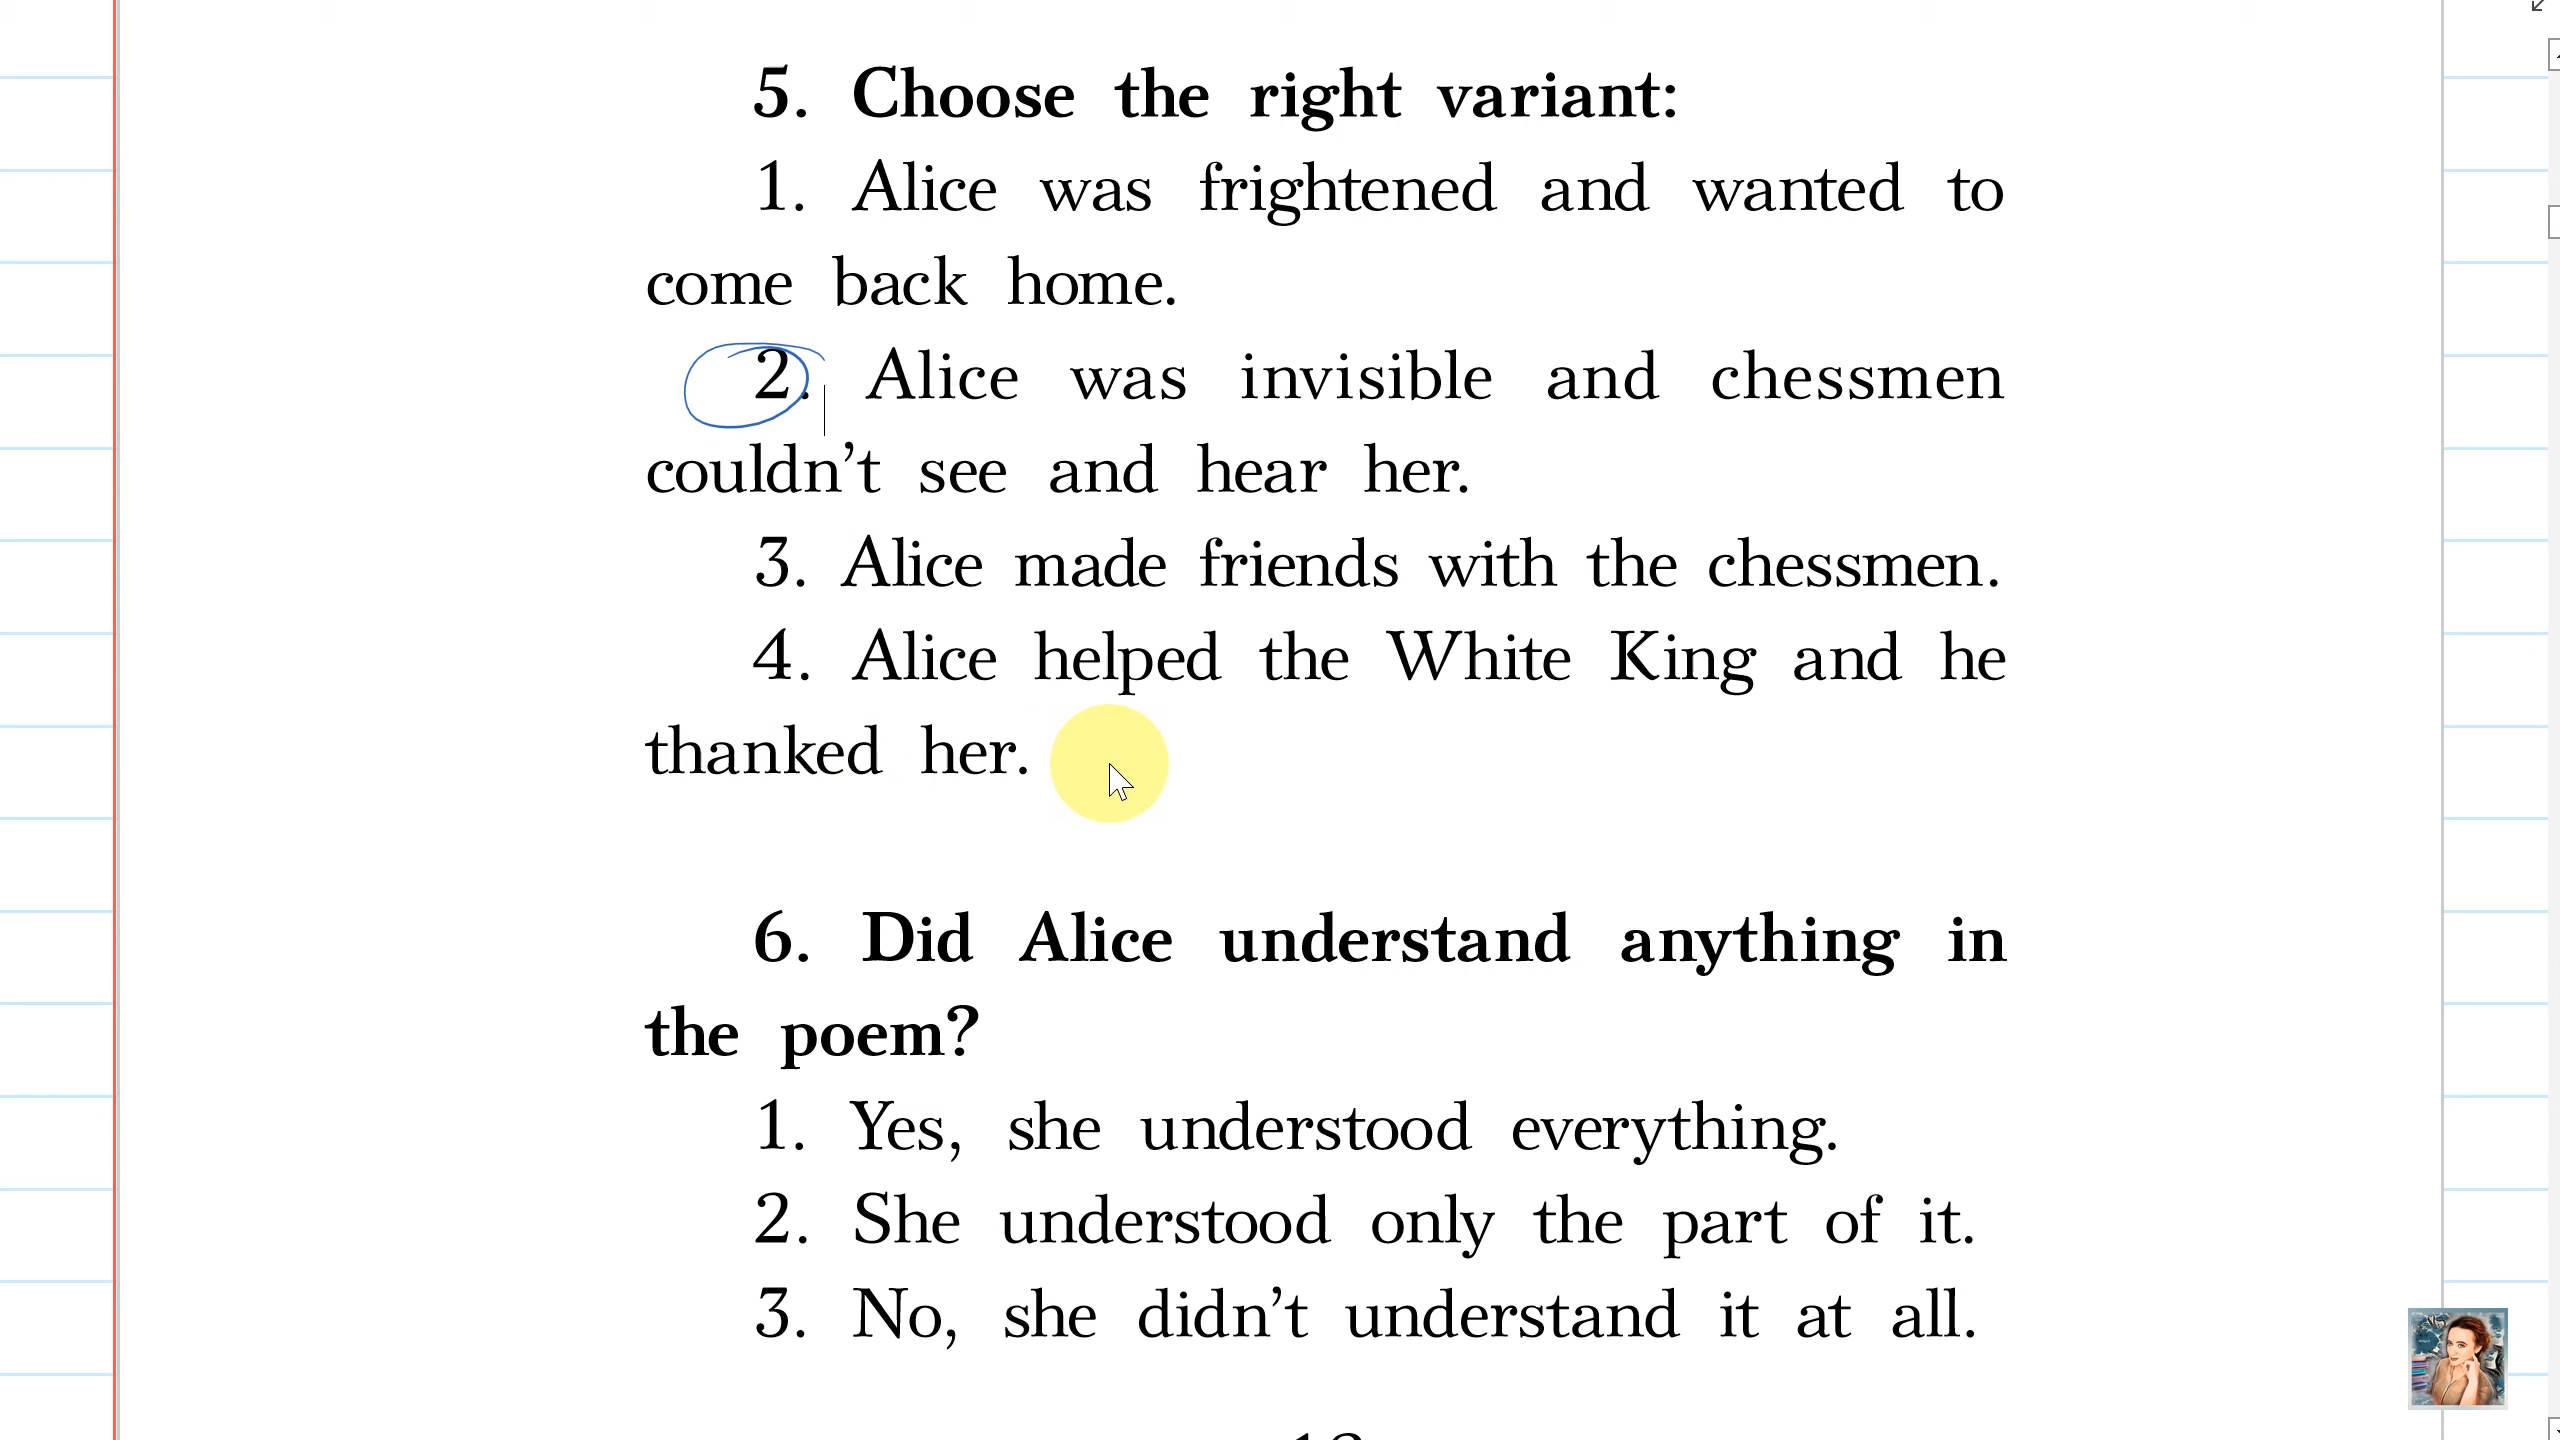 5. Choose the right variant:
1. Alice was frightened and wanted to
come back home.
2. Alice was invisible and chessmen
couldn’t see and hear her.
3. Alice made friends with the chessmen.
4. Alice helped the White King and he
thanked her.
6. Did Alice understand anything in
the poem?
1. Yes, she understood everything.
2. She understood only the part of it.
3. No, she didn’t understand it at all.